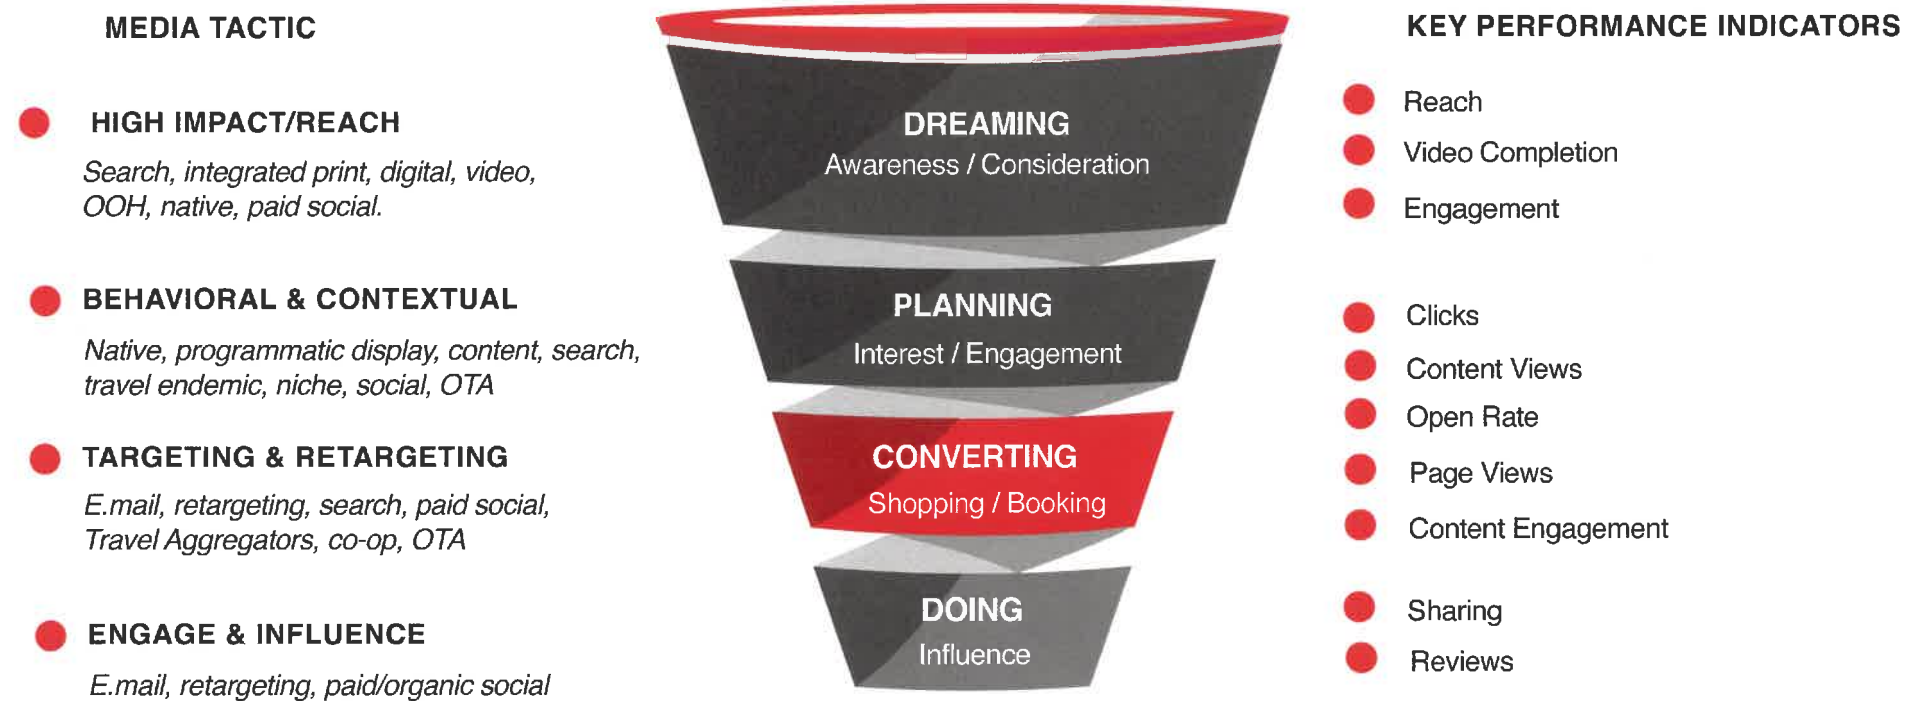 MEDIA TACTIC
HIGH IMPACT/REACH
Search, integrated print, digital, video,
OOH, native, paid social.
BEHAVIORAL & CONTEXTUAL
Native, programmatic display, content, search,
travel endemic, niche, social, OTA
TARGETING & RETARGETING
E.mail, retargeting, search, paid social,
Travel Aggregators, co-op, OTA
ENGAGE & INFLUENCE
E.mail, retargeting, paid/organic social
DREAMING
Awareness / Consideration
PLANNING
Interest / Engagement
CONVERTING
Shopping / Booking
DOING
Influence
KEY PERFORMANCE INDICATORS
Reach
Video Completion
Engagement
Clicks
Content Views
Open Rate
Page Views
Content Engagement
Sharing
Reviews